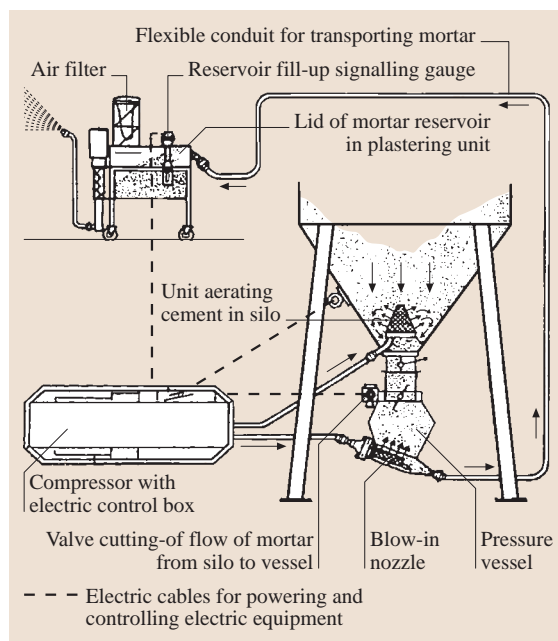 Flexible conduit for transporting mortar
Air filter
Reservoir fill-up signalling gauge
Lid of mortar reservoir
in plastering unit
Unit aerating
cement in silo
Compressor with
electric control box
Valve cutting-of flow of mortar
from silo to vessel
Blow-in
nozzle
Pressure
vessel
Electric cables for powering and
controlling electric equipment